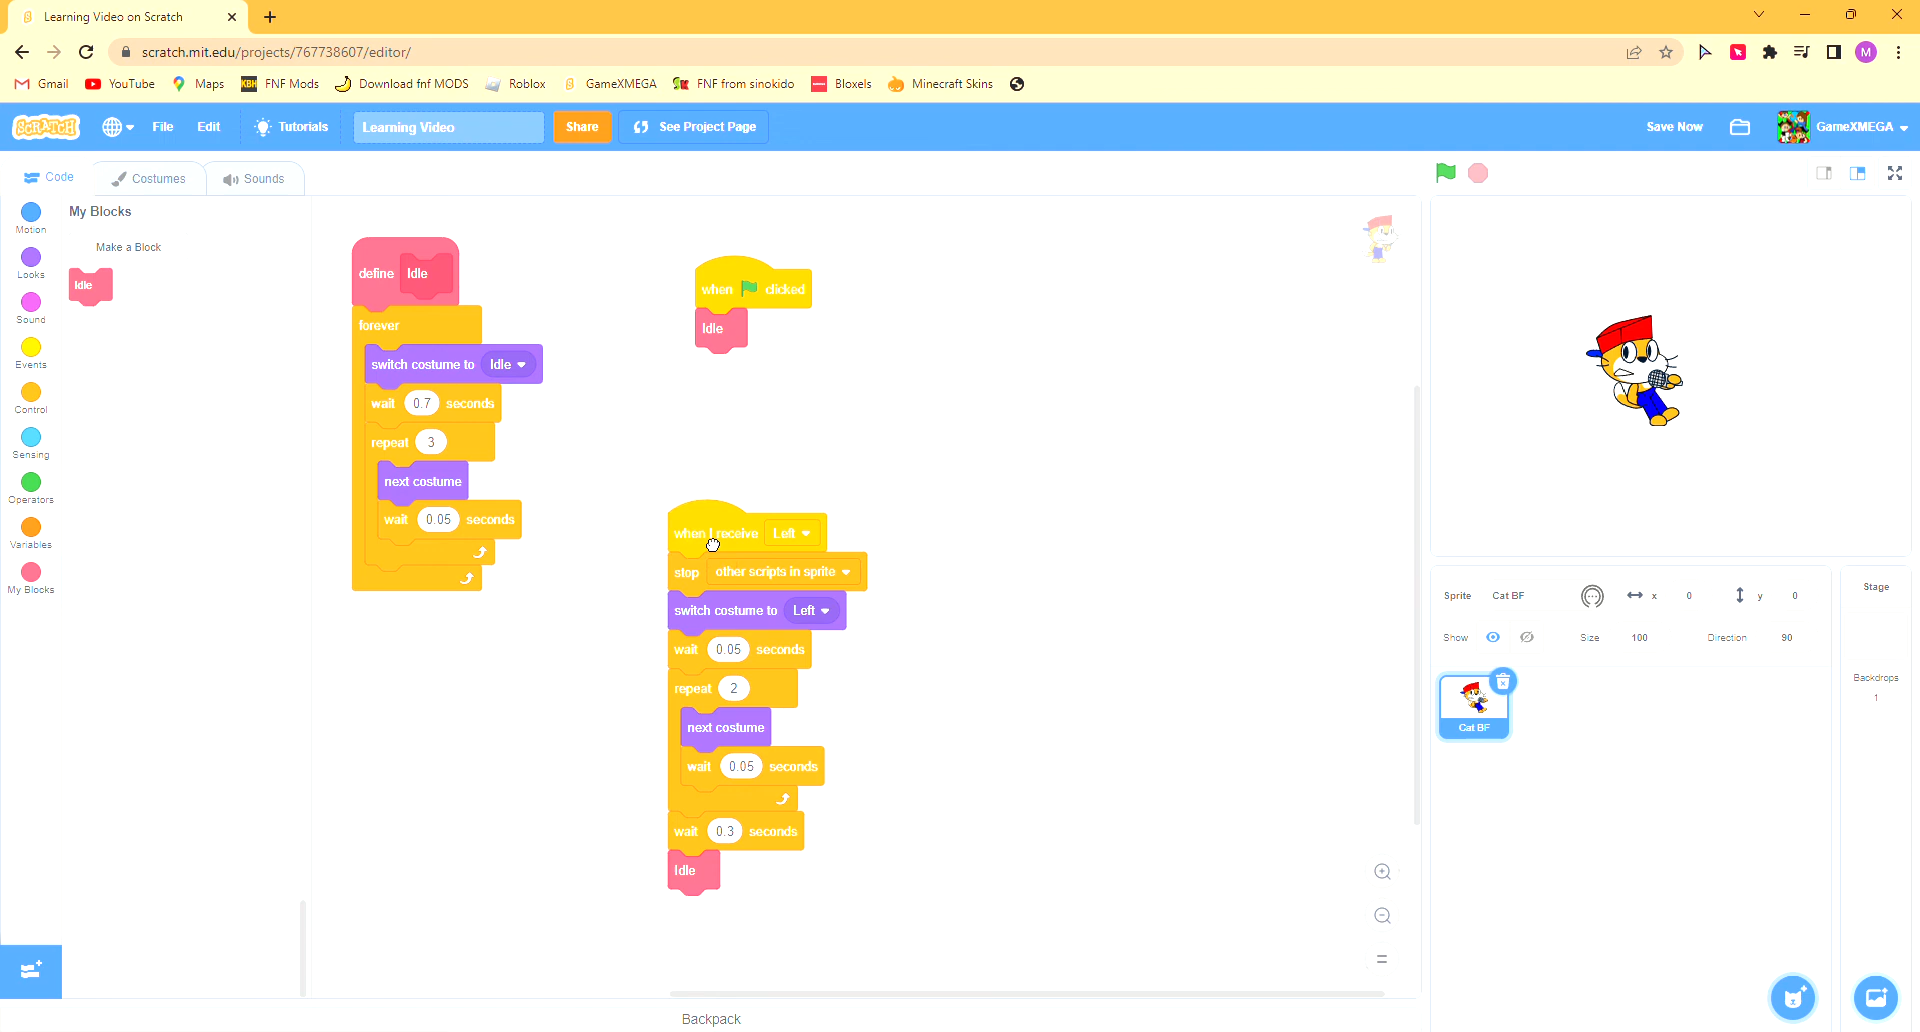 Learning Video on Scratch
scratch.mit.edu/projects/767738607/editor/
M
Gmail
YouTube
Maps
KBH FNF Mods
Download fnf MODS
Roblox
GameXMEGA
FNF from sinokido
Bloxels
Minecraft Skins
SCRATCH
File
Edit
Tutorials
Learning Video
Share
See Project Page
Save Now
GameXMEGA
Code
Costumes
Sounds
Motion
Looks
Sound
Events
Control
Sensing
Operators
Variables
My Blocks
My Blocks
Make a Block
Idle
define Idle
forever
switch costume to Idle
wait 0.7 seconds
repeat 3
next costume
wait 0.05 seconds
when clicked
Idle
when I receive Left
stop other scripts in sprite
switch costume to Left
wait 0.05 seconds
repeat 2
next costume
wait 0.05 seconds
wait 0.3 seconds
Idle
Sprite Cat BF
x 0
y 0
Show
Size 100
Direction 90
Cat BF
Stage
Backdrops
1
Backpack